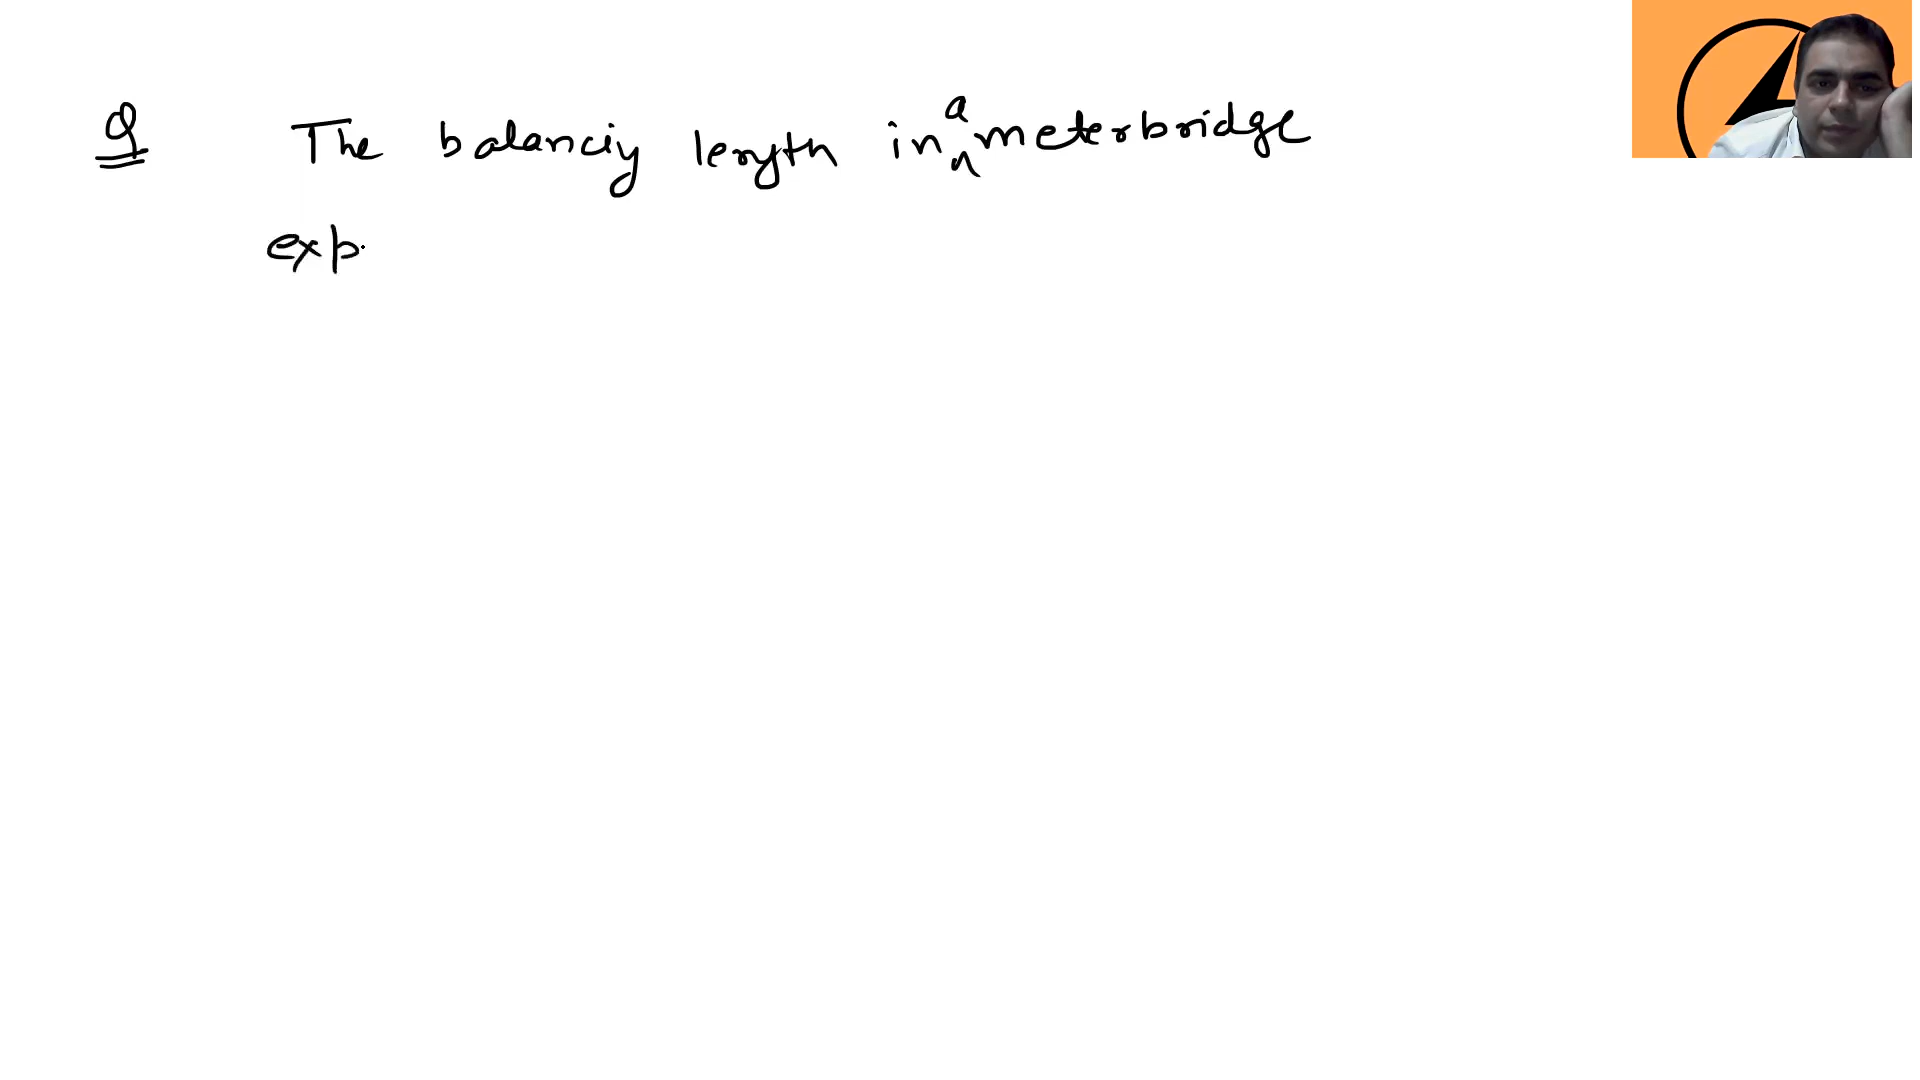 Q The balancing length in a meterbridge
exp.